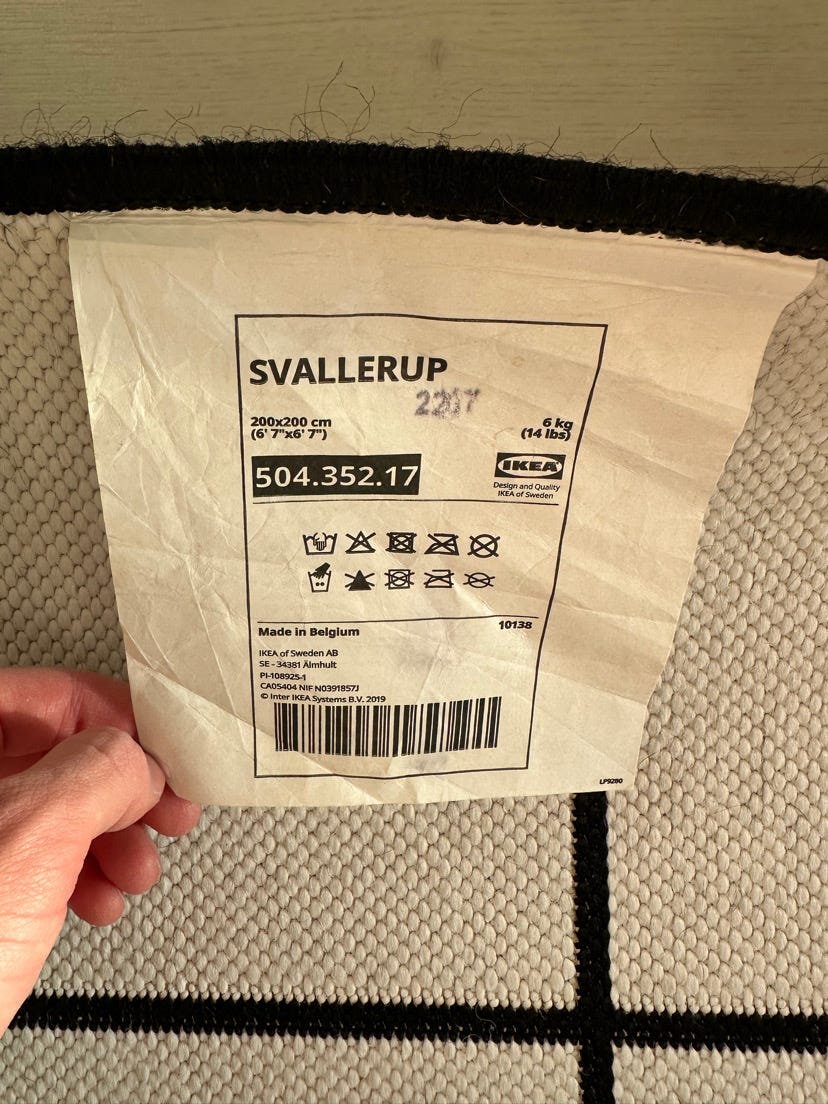 SVALLERUP
2217
200x200 cm
(6' 7"x6' 7")
6 kg
(14 lbs)
504.352.17
IKEA
Design and Quality
IKEA of Sweden
Made in Belgium
10138
IKEA of Sweden AB
SE - 34381 Älmhult
PI-108925-1
CA05404 NIF N0391857J
© Inter IKEA Systems B.V. 2019
LP9280